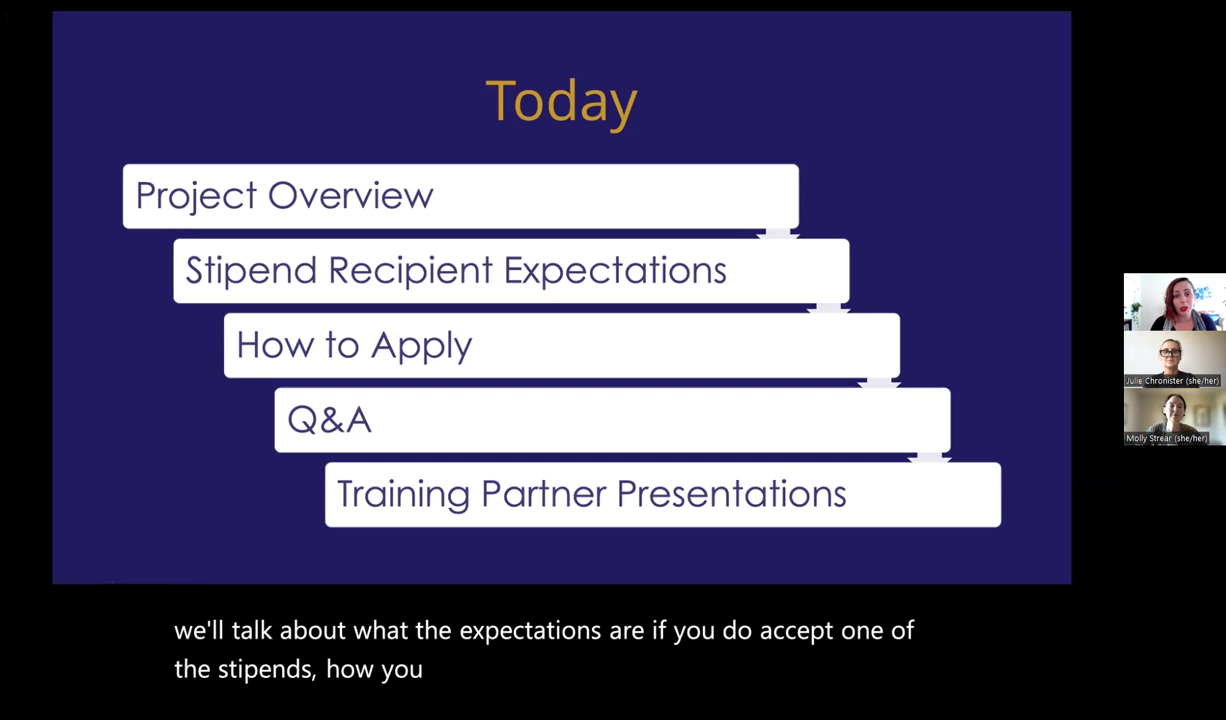 Today
Project Overview
Stipend Recipient Expectations
How to Apply
Q&A
Training Partner Presentations
Julie Chronister (she/her)
Molly Strear (she/her)
we'll talk about what the expectations are if you do accept one of
the stipends, how you